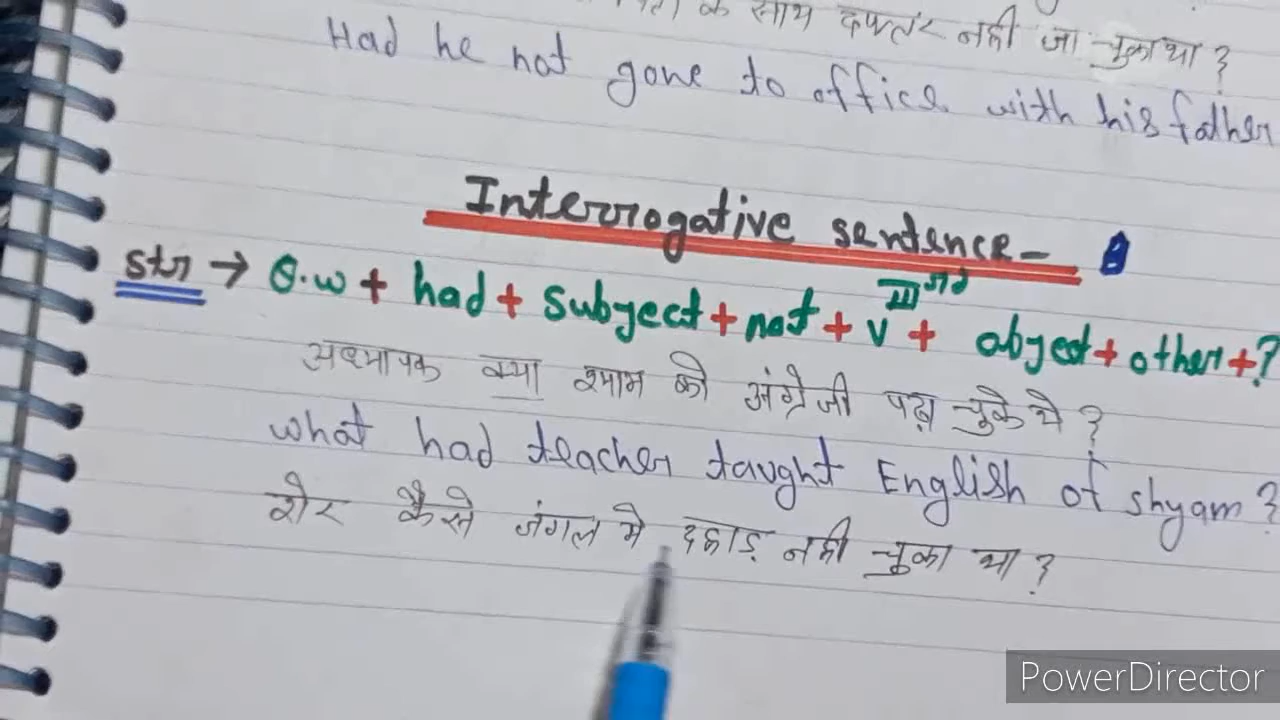 के साथ दफ्तर नही जा चुका था ?
Had he not gone to office with his father
Interrogative sentence -
Str → Q.w + had + Subject + not + V III + object + other + ?
अध्यापक क्या श्याम को अंग्रेजी पढ़ा चुके थे ?
what had teacher taught English of shyam ?
शेर कैसे जंगल मे दहाड़ नही चुका था ?
PowerDirector